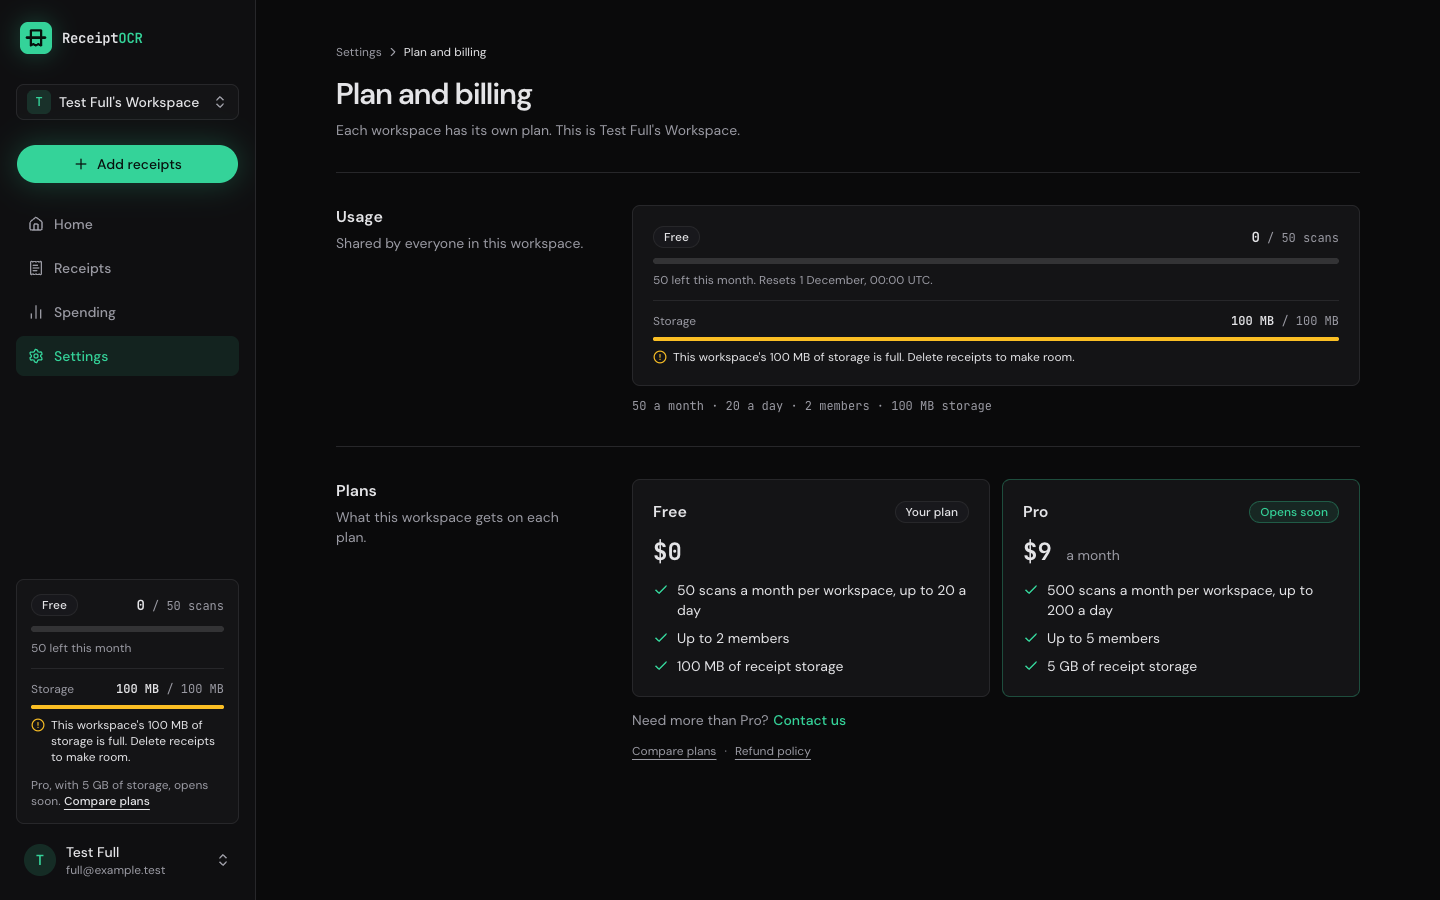 ReceiptOCR
T Test Full's Workspace
Add receipts
Home
Receipts
Spending
Settings
Free 0 / 50 scans
50 left this month
Storage 100 MB / 100 MB
This workspace's 100 MB of
storage is full. Delete receipts
to make room.
Pro, with 5 GB of storage, opens
soon. Compare plans
T Test Full
full@example.test
Settings > Plan and billing
Plan and billing
Each workspace has its own plan. This is Test Full's Workspace.
Usage
Shared by everyone in this workspace.
Free 0 / 50 scans
50 left this month. Resets 1 December, 00:00 UTC.
Storage 100 MB / 100 MB
This workspace's 100 MB of storage is full. Delete receipts to make room.
50 a month · 20 a day · 2 members · 100 MB storage
Plans
What this workspace gets on each
plan.
Free Your plan
$0
50 scans a month per workspace, up to 20 a
day
Up to 2 members
100 MB of receipt storage
Pro Opens soon
$9 a month
500 scans a month per workspace, up to
200 a day
Up to 5 members
5 GB of receipt storage
Need more than Pro? Contact us
Compare plans · Refund policy